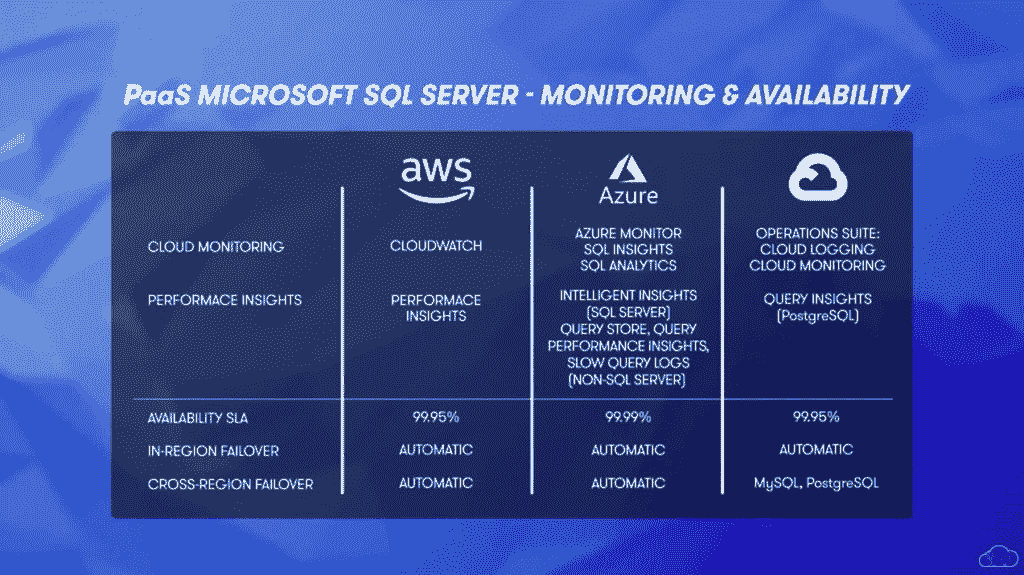 PaaS MICROSOFT SQL SERVER - MONITORING & AVAILABILITY
aws
Azure
CLOUD MONITORING
CLOUDWATCH
AZURE MONITOR
SQL INSIGHTS
SQL ANALYTICS
OPERATIONS SUITE:
CLOUD LOGGING
CLOUD MONITORING
PERFORMACE INSIGHTS
PERFORMACE
INSIGHTS
INTELLIGENT INSIGHTS
(SQL SERVER)
QUERY STORE, QUERY
PERFORMANCE INSIGHTS,
SLOW QUERY LOGS
(NON-SQL SERVER)
QUERY INSIGHTS
(PostgreSQL)
AVAILABILITY SLA
99.95%
99.99%
99.95%
IN-REGION FAILOVER
AUTOMATIC
AUTOMATIC
AUTOMATIC
CROSS-REGION FAILOVER
AUTOMATIC
AUTOMATIC
MySQL, PostgreSQL